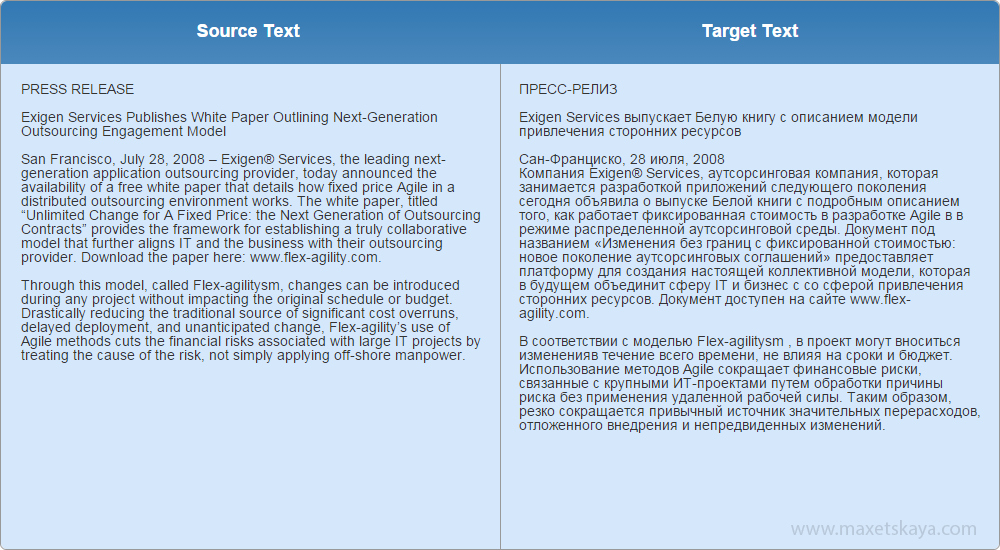 Source Text
Target Text
PRESS RELEASE
Exigen Services Publishes White Paper Outlining Next-Generation
Outsourcing Engagement Model
San Francisco, July 28, 2008 – Exigen® Services, the leading next-
generation application outsourcing provider, today announced the
availability of a free white paper that details how fixed price Agile in a
distributed outsourcing environment works. The white paper, titled
“Unlimited Change for A Fixed Price: the Next Generation of Outsourcing
Contracts” provides the framework for establishing a truly collaborative
model that further aligns IT and the business with their outsourcing
provider. Download the paper here: www.flex-agility.com.
Through this model, called Flex-agilitysm, changes can be introduced
during any project without impacting the original schedule or budget.
Drastically reducing the traditional source of significant cost overruns,
delayed deployment, and unanticipated change, Flex-agility’s use of
Agile methods cuts the financial risks associated with large IT projects by
treating the cause of the risk, not simply applying off-shore manpower.
ПРЕСС-РЕЛИЗ
Exigen Services выпускает Белую книгу с описанием модели
привлечения сторонних ресурсов
Сан-Франциско, 28 июля, 2008
Компания Exigen® Services, аутсорсинговая компания, которая
занимается разработкой приложений следующего поколения
сегодня объявила о выпуске Белой книги с подробным описанием
того, как работает фиксированная стоимость в разработке Agile в в
режиме распределенной аутсорсинговой среды. Документ под
названием «Изменения без границ с фиксированной стоимостью:
новое поколение аутсорсинговых соглашений» предоставляет
платформу для создания настоящей коллективной модели, которая
в будущем объединит сферу IT и бизнес с со сферой привлечения
сторонних ресурсов. Документ доступен на сайте www.flex-
agility.com.
В соответствии с моделью Flex-agilitysm , в проект могут вноситься
измененияв течение всего времени, не влияя на сроки и бюджет.
Использование методов Agile сокращает финансовые риски,
связанные с крупными ИТ-проектами путем обработки причины
риска без применения удаленной рабочей силы. Таким образом,
резко сокращается привычный источник значительных перерасходов,
отложенного внедрения и непредвиденных изменений.
www.maxetskaya.com